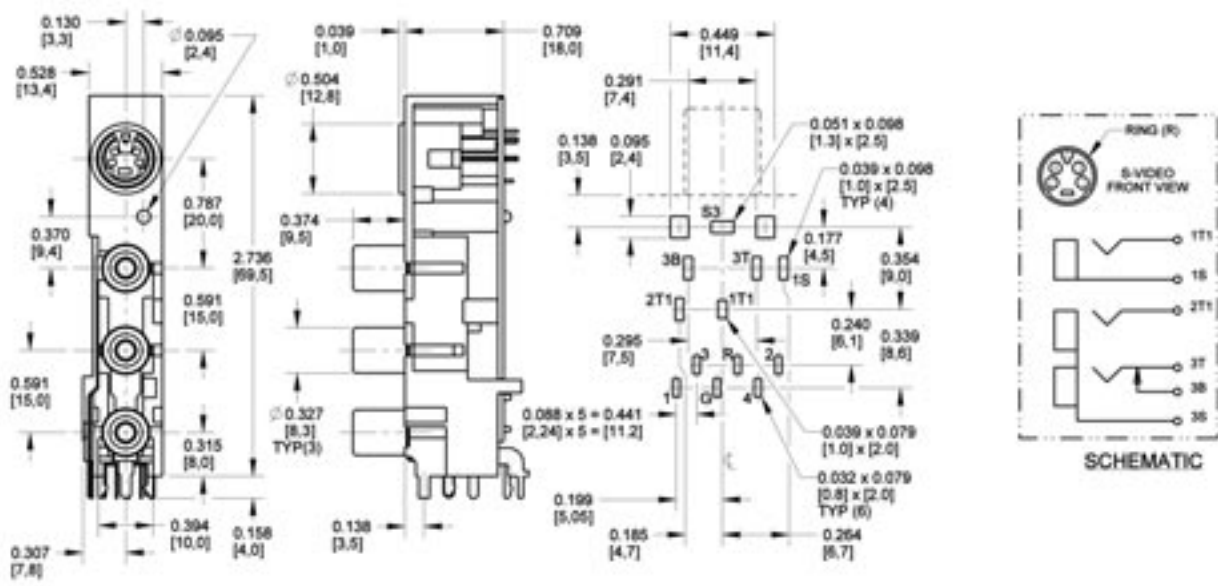 0.130
[3,3]
Ø 0.095
[2,4]
0.528
[13,4]
0.787
[20,0]
0.370
[9,4]
2.736
[69,5]
0.591
[15,0]
0.591
[15,0]
0.315
[8,0]
0.394
[10,0]
0.158
[4,0]
0.307
[7,8]
0.039
[1,0]
0.709
[18,0]
Ø 0.504
[12,8]
0.374
[9,5]
Ø 0.327
[8,3]
TYP(3)
0.138
[3,5]
0.449
[11,4]
0.291
[7,4]
0.138
[3,5]
0.095
[2,4]
0.051 x 0.098
[1.3] x [2.5]
0.039 x 0.098
[1.0] x [2.5]
TYP (4)
S3
0.177
[4,5]
0.354
[9,0]
3B
3T
1S
2T1
1T1
0.240
[6,1]
0.339
[8,6]
0.295
[7,5]
3
R
2
1
G
4
0.088 x 5 = 0.441
[2,24] x 5 = [11.2]
0.039 x 0.079
[1.0] x [2.0]
0.032 x 0.079
[0.8] x [2.0]
TYP (6)
0.199
[5,05]
0.185
[4,7]
0.264
[6,7]
RING (R)
S-VIDEO
FRONT VIEW
1T1
1S
2T1
3T
3B
3S
SCHEMATIC